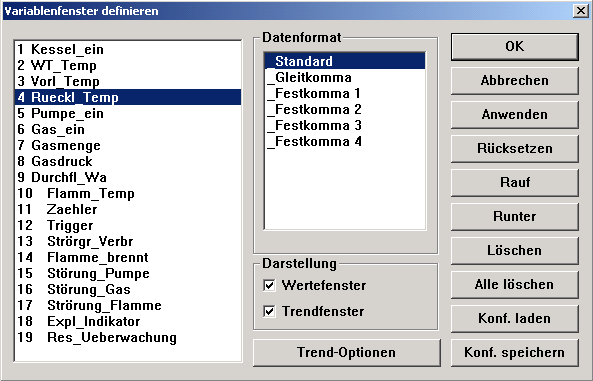 Variablenfenster definieren
1 Kessel_ein
2 WT_Temp
3 Vorl_Temp
4 Rueckl_Temp
5 Pumpe_ein
6 Gas_ein
7 Gasmenge
8 Gasdruck
9 Durchfl_Wa
10 Flamm_Temp
11 Zaehler
12 Trigger
13 Strörgr_Verbr
14 Flamme_brennt
15 Störung_Pumpe
16 Störung_Gas
17 Strörung_Flamme
18 Expl_Indikator
19 Res_Ueberwachung
Datenformat
_Standard
_Gleitkomma
_Festkomma 1
_Festkomma 2
_Festkomma 3
_Festkomma 4
Darstellung
Wertefenster
Trendfenster
Trend-Optionen
OK
Abbrechen
Anwenden
Rücksetzen
Rauf
Runter
Löschen
Alle löschen
Konf. laden
Konf. speichern